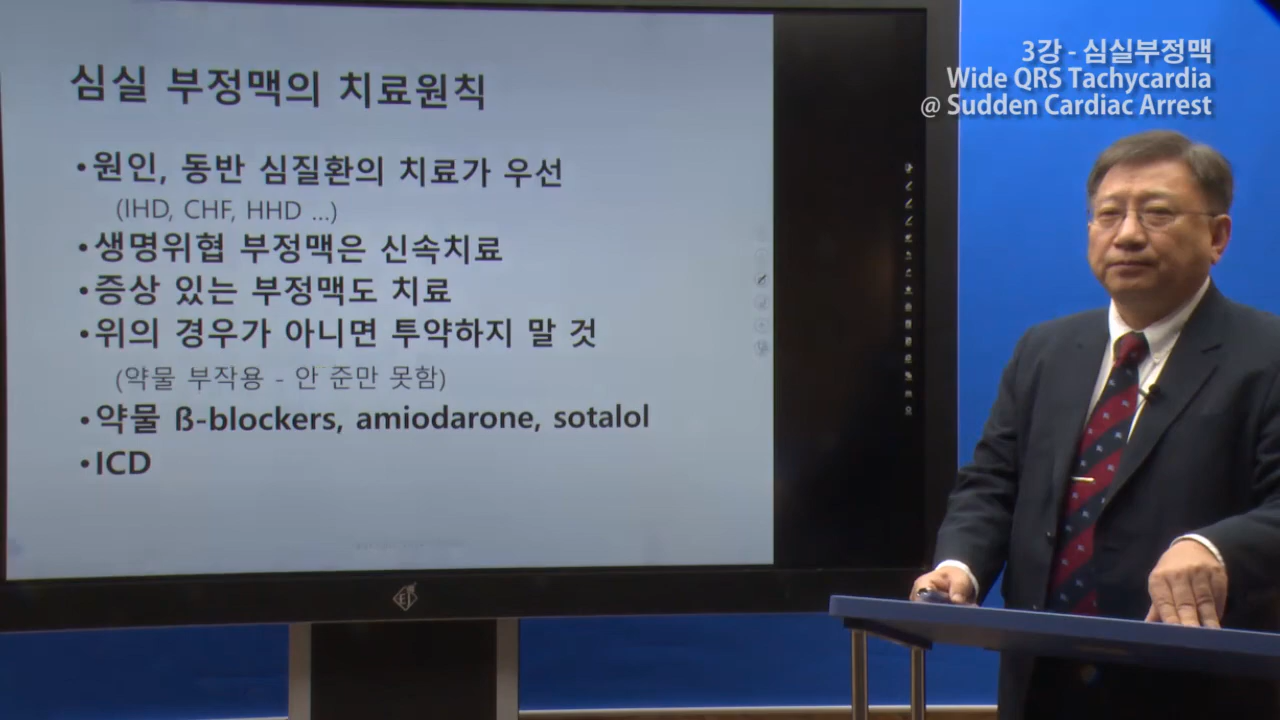 심실 부정맥의 치료원칙
•원인, 동반 심질환의 치료가 우선
(IHD, CHF, HHD ...)
•생명위협 부정맥은 신속치료
•증상 있는 부정맥도 치료
•위의 경우가 아니면 투약하지 말 것
(약물 부작용 - 안 준만 못함)
•약물 ß-blockers, amiodarone, sotalol
•ICD
3강 - 심실부정맥
Wide QRS Tachycardia
@ Sudden Cardiac Arrest